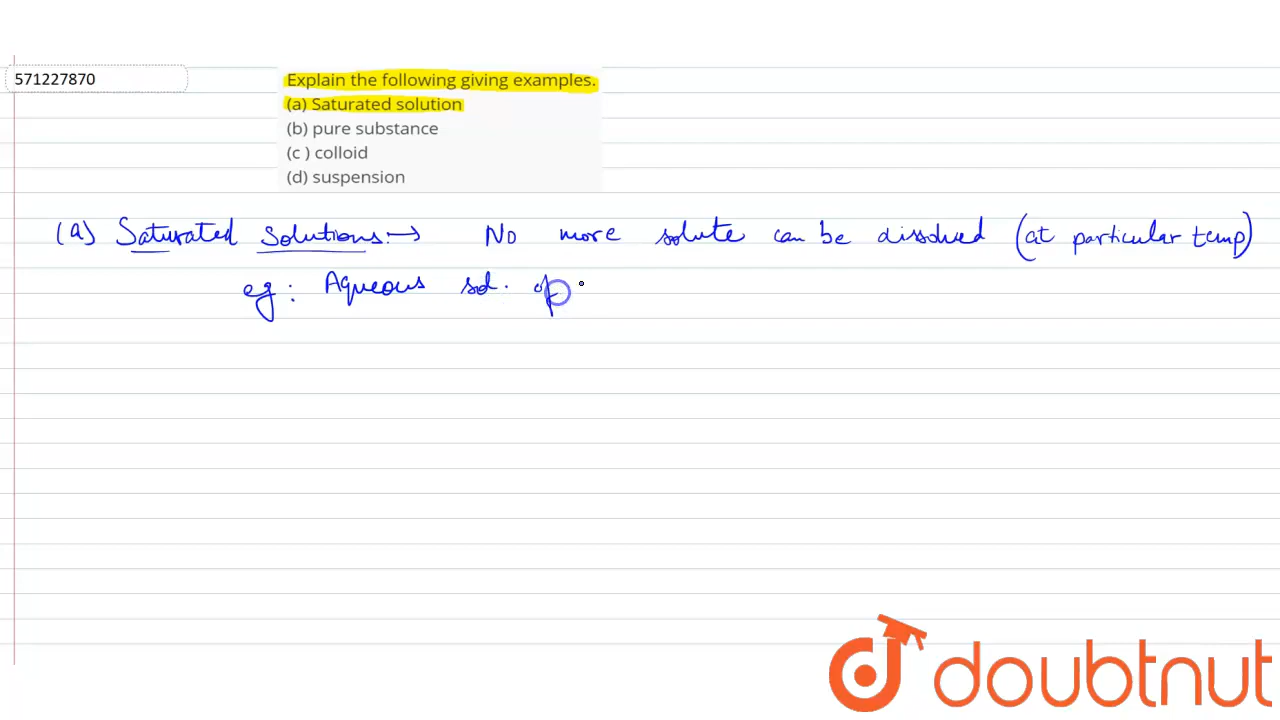 571227870
Explain the following giving examples.
(a) Saturated solution
(b) pure substance
(c ) colloid
(d) suspension
(a) Saturated Solutions:→ No more solute can be dissolved (at particular temp)
eg: Aqueous sol. of
doubtnut